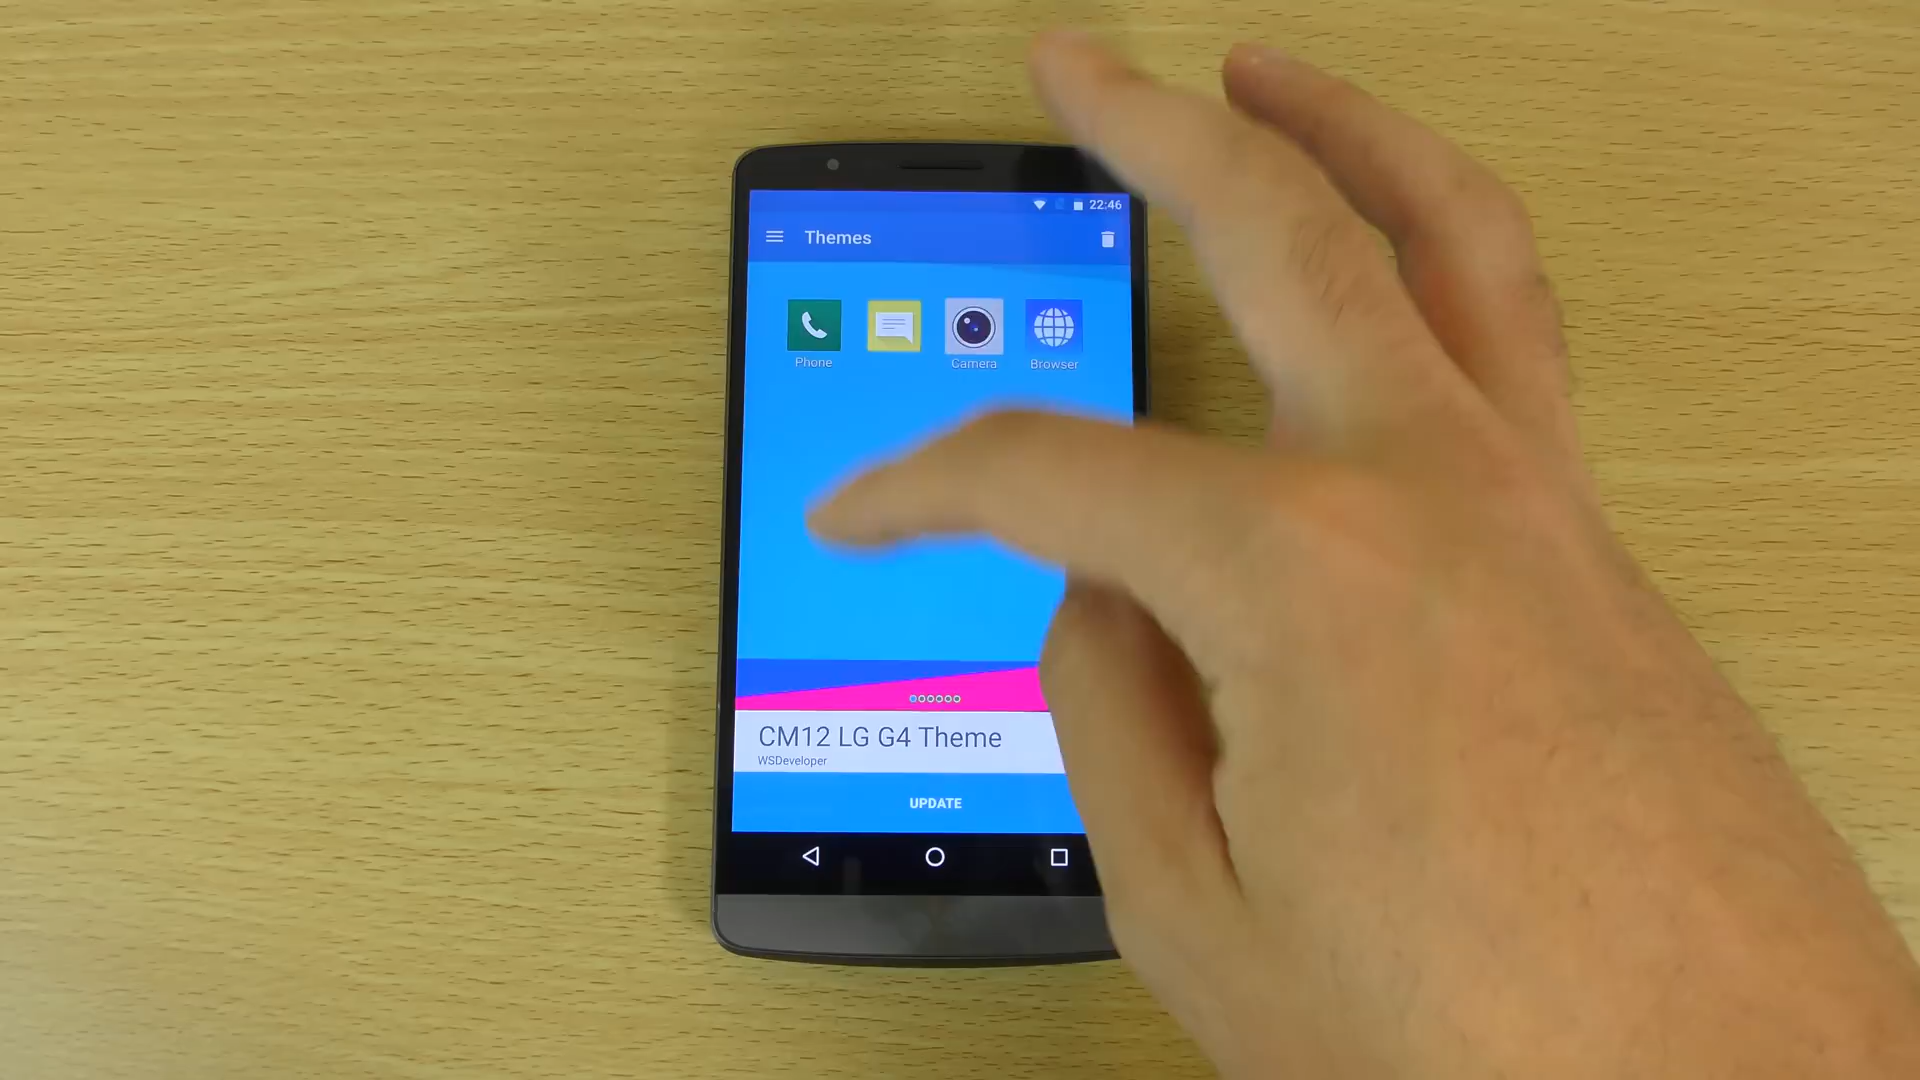 22:46
Themes
Phone
Camera
Browser
CM12 LG G4 Theme
WSDeveloper
UPDATE